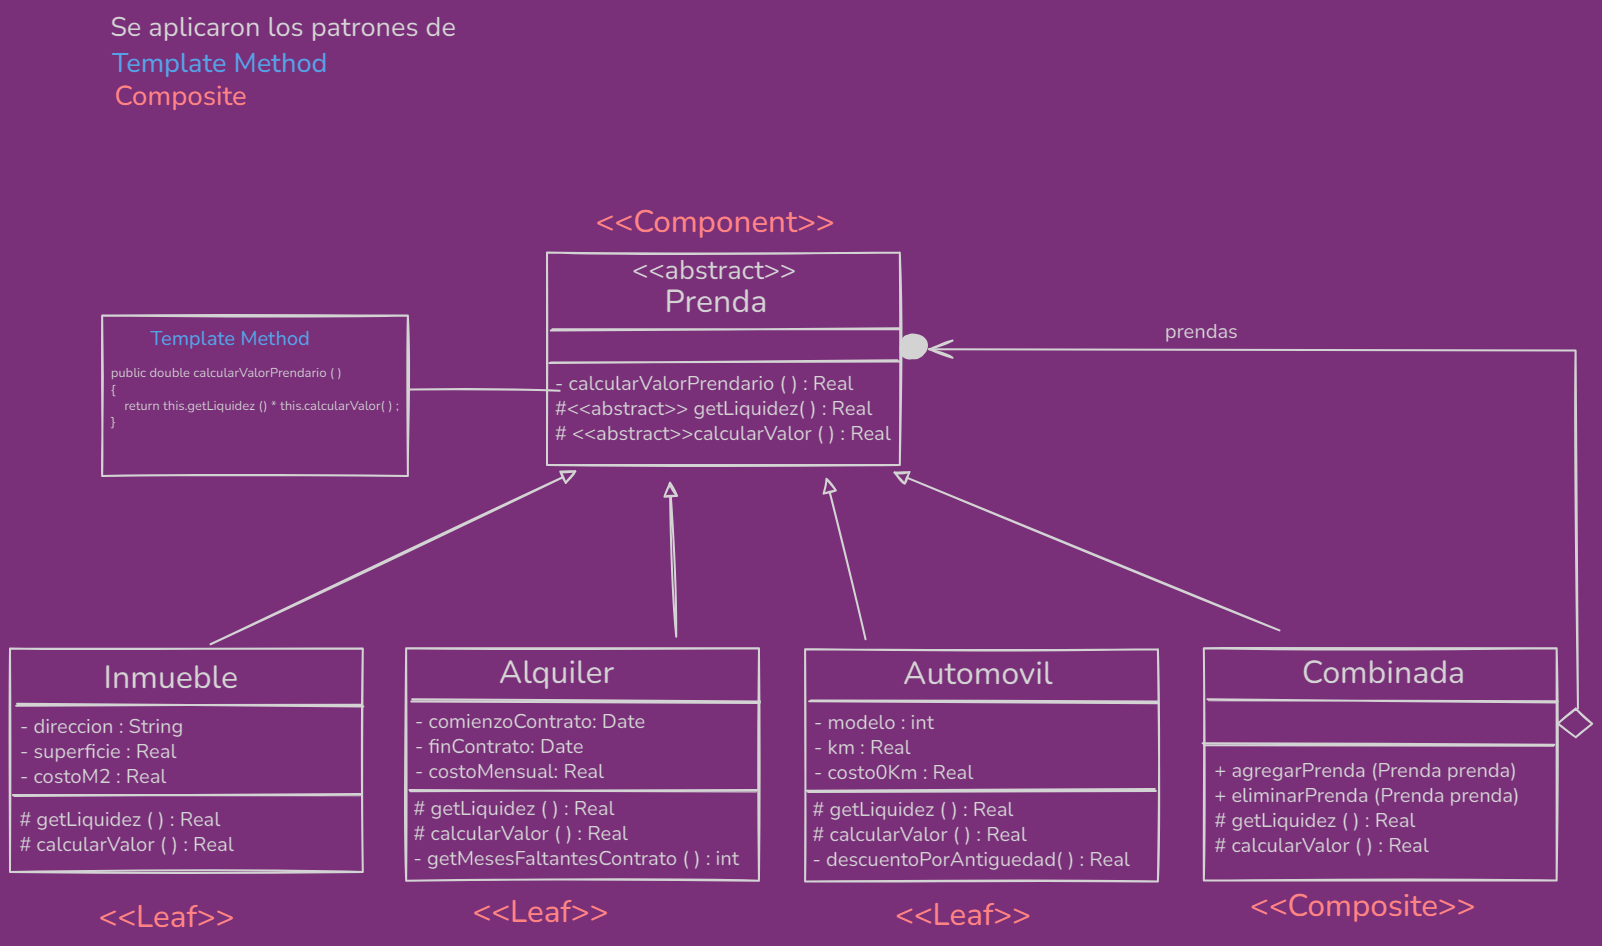 Se aplicaron los patrones de
Template Method
Composite
<<Component>>
<<abstract>>
Prenda
prendas
Template Method
public double calcularValorPrendario ( )
{
return this.getLiquidez () * this.calcularValor( ) ;
}
- calcularValorPrendario ( ) : Real
#<<abstract>> getLiquidez( ) : Real
# <<abstract>>calcularValor ( ) : Real
Inmueble
- direccion : String
- superficie : Real
- costoM2 : Real
# getLiquidez ( ) : Real
# calcularValor ( ) : Real
<<Leaf>>
Alquiler
- comienzoContrato: Date
- finContrato: Date
- costoMensual: Real
# getLiquidez ( ) : Real
# calcularValor ( ) : Real
- getMesesFaltantesContrato ( ) : int
<<Leaf>>
Automovil
- modelo : int
- km : Real
- costo0Km : Real
# getLiquidez ( ) : Real
# calcularValor ( ) : Real
- descuentoPorAntiguedad( ) : Real
<<Leaf>>
Combinada
+ agregarPrenda (Prenda prenda)
+ eliminarPrenda (Prenda prenda)
# getLiquidez ( ) : Real
# calcularValor ( ) : Real
<<Composite>>